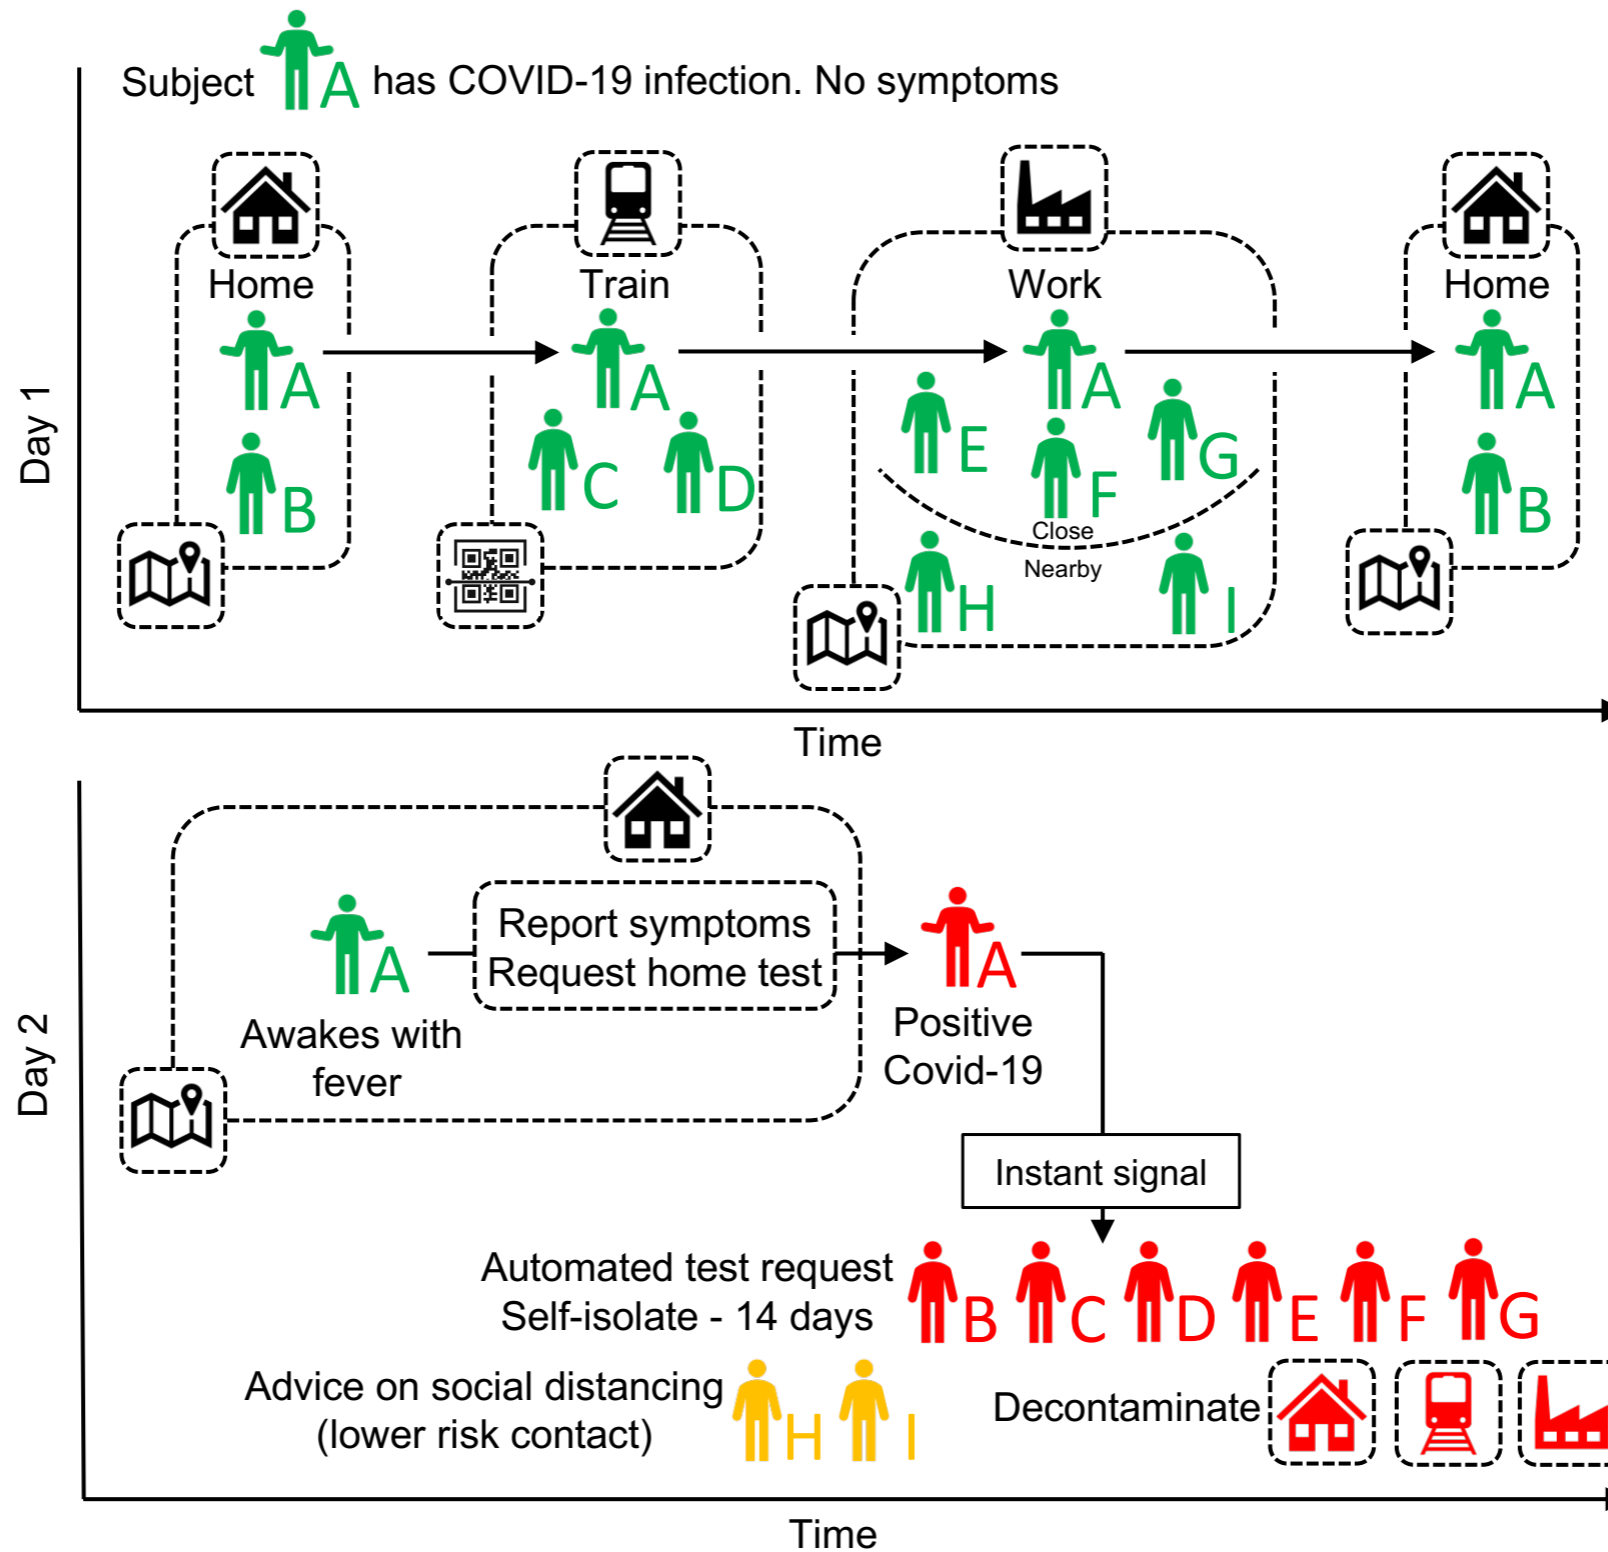 Subject A has COVID-19 infection. No symptoms
Day 1
Home
Train
Work
Home
A
A
A
A
B
C
D
E
F
G
B
Close
Nearby
H
I
Time
Day 2
Report symptoms
Request home test
A
A
Awakes with
fever
Positive
Covid-19
Instant signal
Automated test request
Self-isolate - 14 days
B C D E F G
Advice on social distancing
(lower risk contact)
H I
Decontaminate
Time